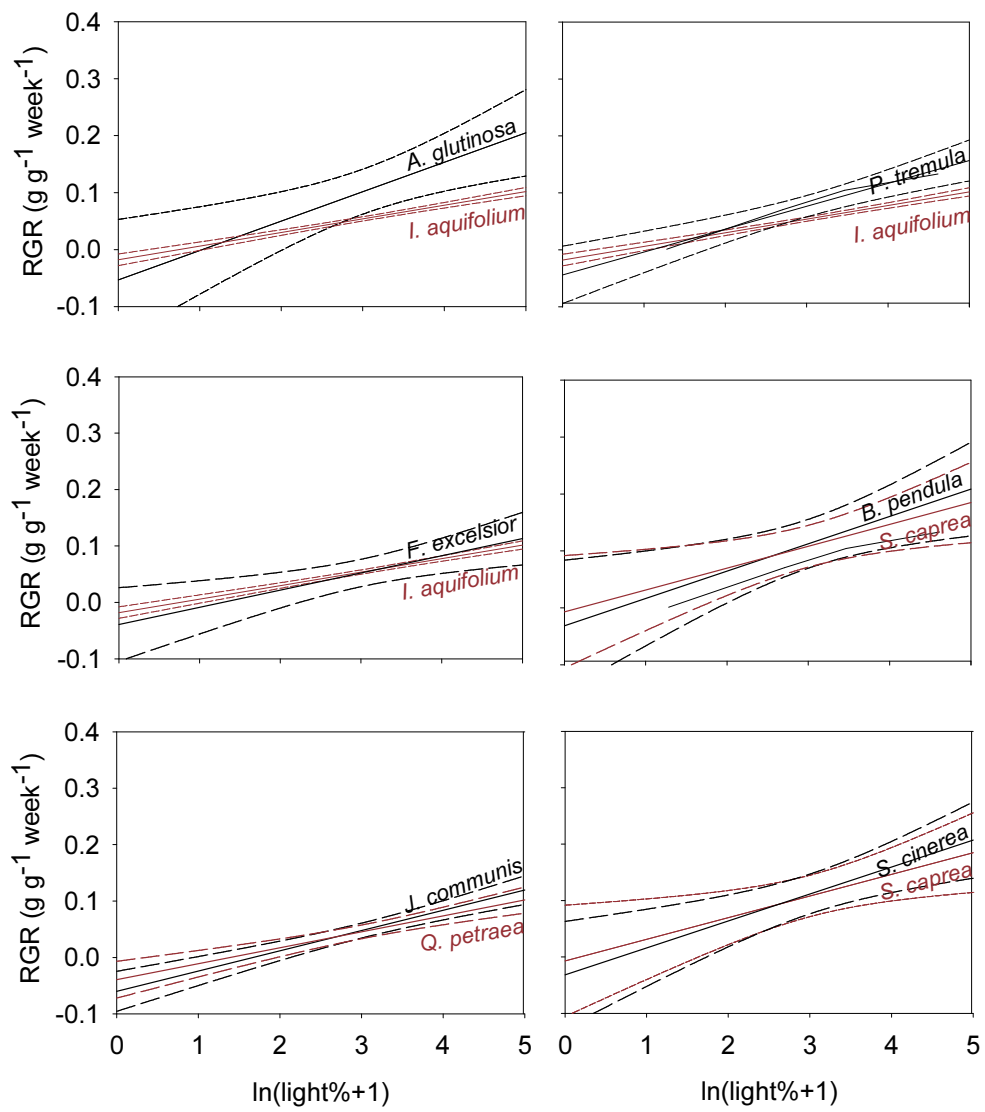 0.4
0.3
0.2
0.1
0.0
-0.1
RGR (g g⁻¹ week⁻¹)
A. glutinosa
I. aquifolium
P. tremula
I. aquifolium
0.4
0.3
0.2
0.1
0.0
-0.1
RGR (g g⁻¹ week⁻¹)
F. excelsior
I. aquifolium
B. pendula
S. caprea
0.4
0.3
0.2
0.1
0.0
-0.1
RGR (g g⁻¹ week⁻¹)
J. communis
Q. petraea
S. cinerea
S. caprea
0 1 2 3 4 5
0 1 2 3 4 5
ln(light%+1)
ln(light%+1)